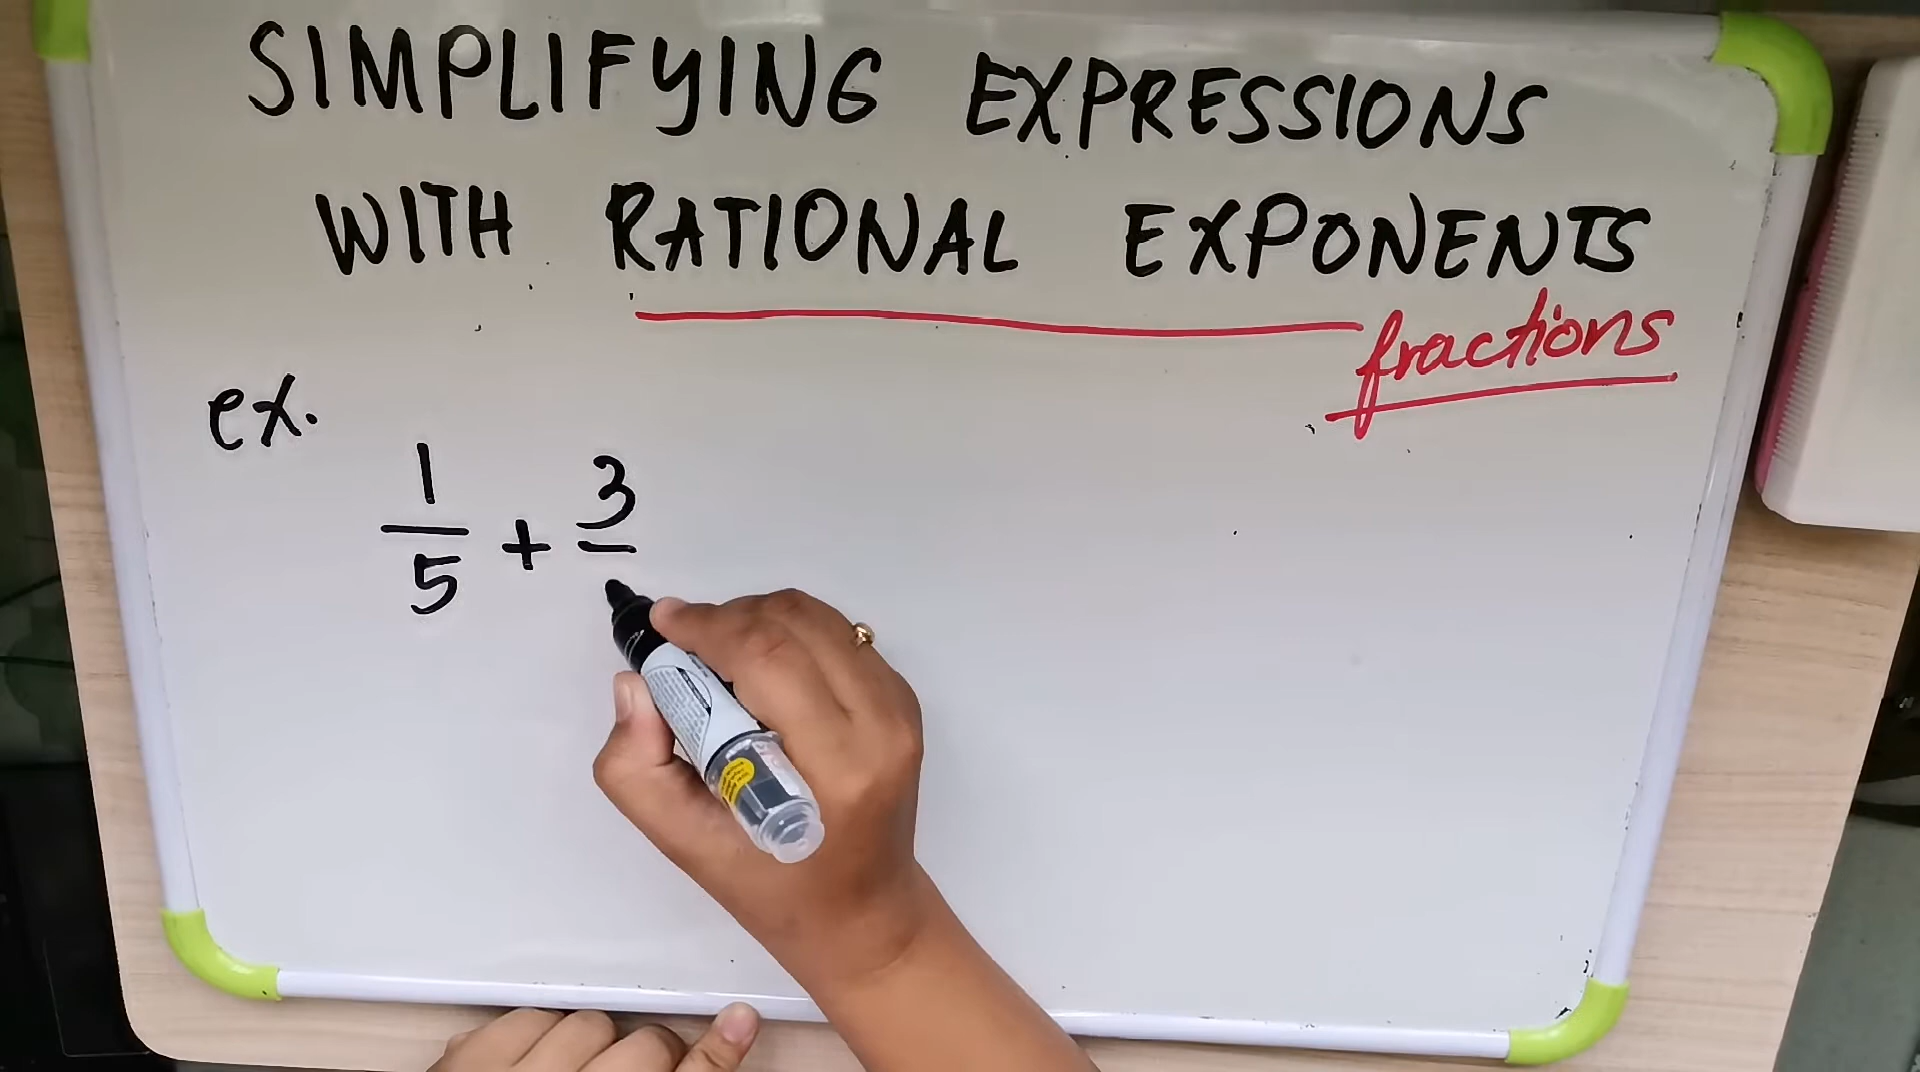 SIMPLIFYING EXPRESSIONS
WITH RATIONAL EXPONENTS
fractions
ex.
1/5 + 3/